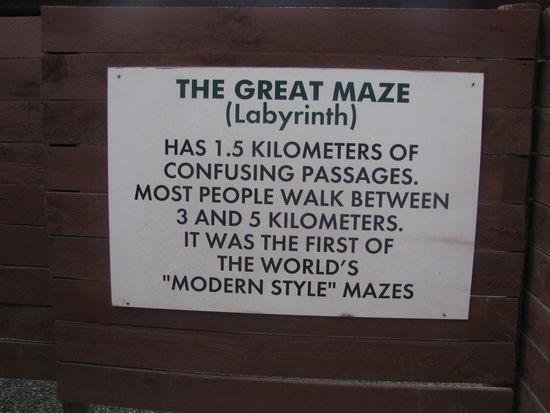 THE GREAT MAZE
(Labyrinth)
HAS 1.5 KILOMETERS OF
CONFUSING PASSAGES.
MOST PEOPLE WALK BETWEEN
3 AND 5 KILOMETERS.
IT WAS THE FIRST OF
THE WORLD'S
"MODERN STYLE" MAZES